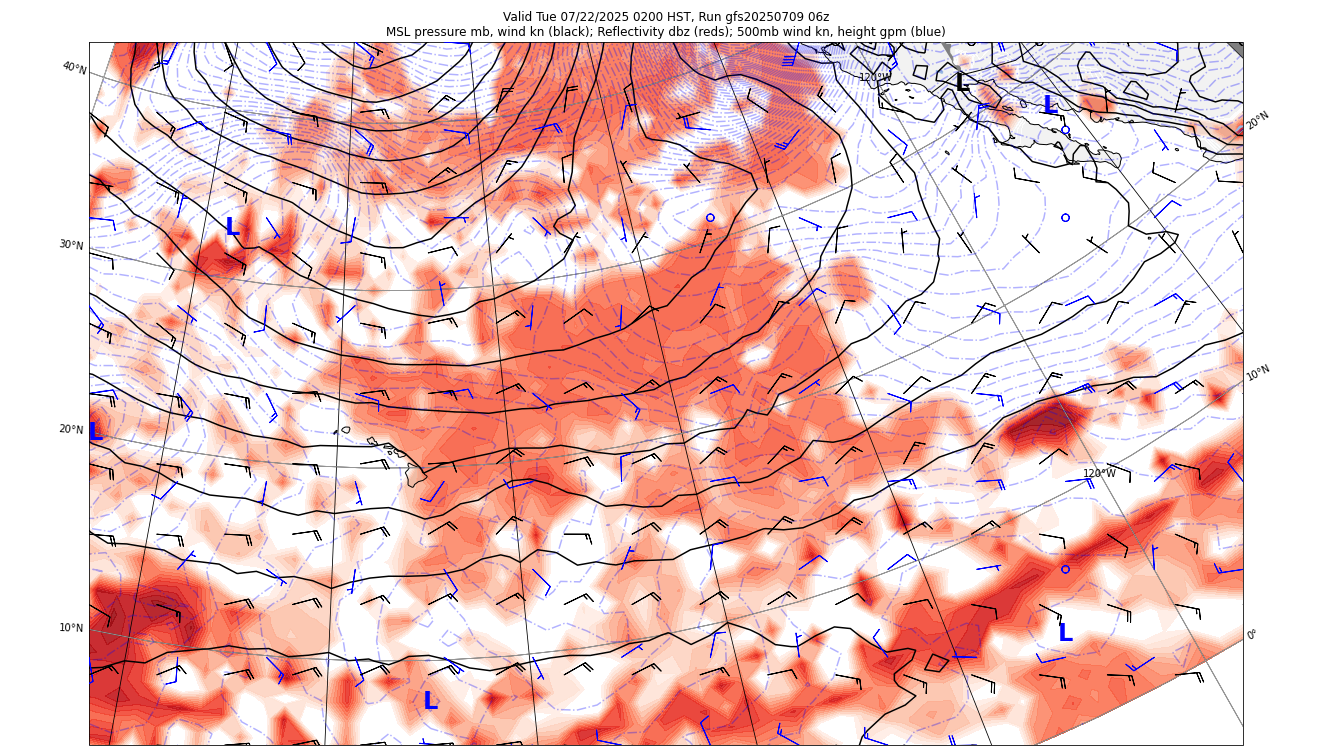 Valid Tue 07/22/2025 0200 HST, Run gfs20250709 06z
MSL pressure mb, wind kn (black); Reflectivity dbz (reds); 500mb wind kn, height gpm (blue)
40°N
120°W
L
L
20°N
L
30°N
10°N
20°N
L
120°W
10°N
L
0°
L